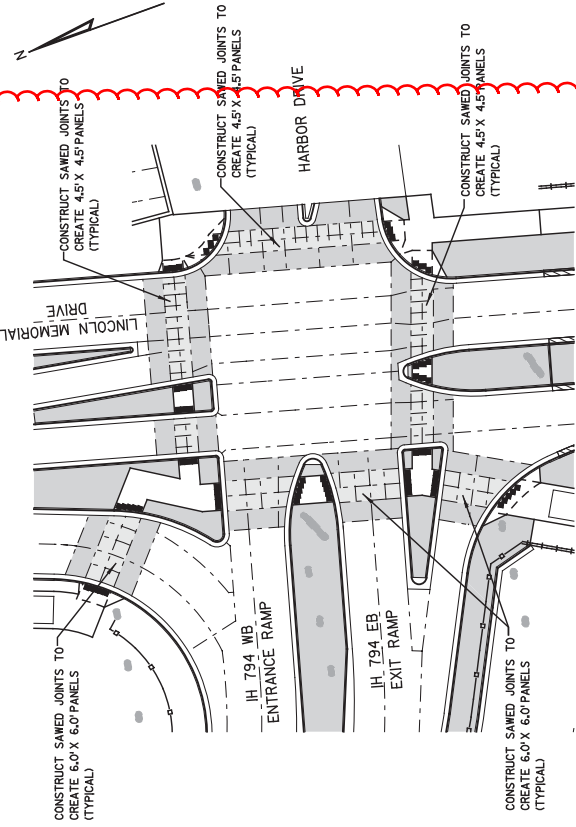 N
CONSTRUCT SAWED JOINTS TO
CREATE 4.5' X 4.5' PANELS
(TYPICAL)
CONSTRUCT SAWED JOINTS TO
CREATE 4.5' X 4.5' PANELS
(TYPICAL)
HARBOR DRIVE
CONSTRUCT SAWED JOINTS TO
CREATE 4.5' X 4.5' PANELS
(TYPICAL)
LINCOLN MEMORIAL
DRIVE
IH 794 WB
ENTRANCE RAMP
IH 794 EB
EXIT RAMP
CONSTRUCT SAWED JOINTS TO
CREATE 6.0' X 6.0' PANELS
(TYPICAL)
CONSTRUCT SAWED JOINTS TO
CREATE 6.0' X 6.0' PANELS
(TYPICAL)